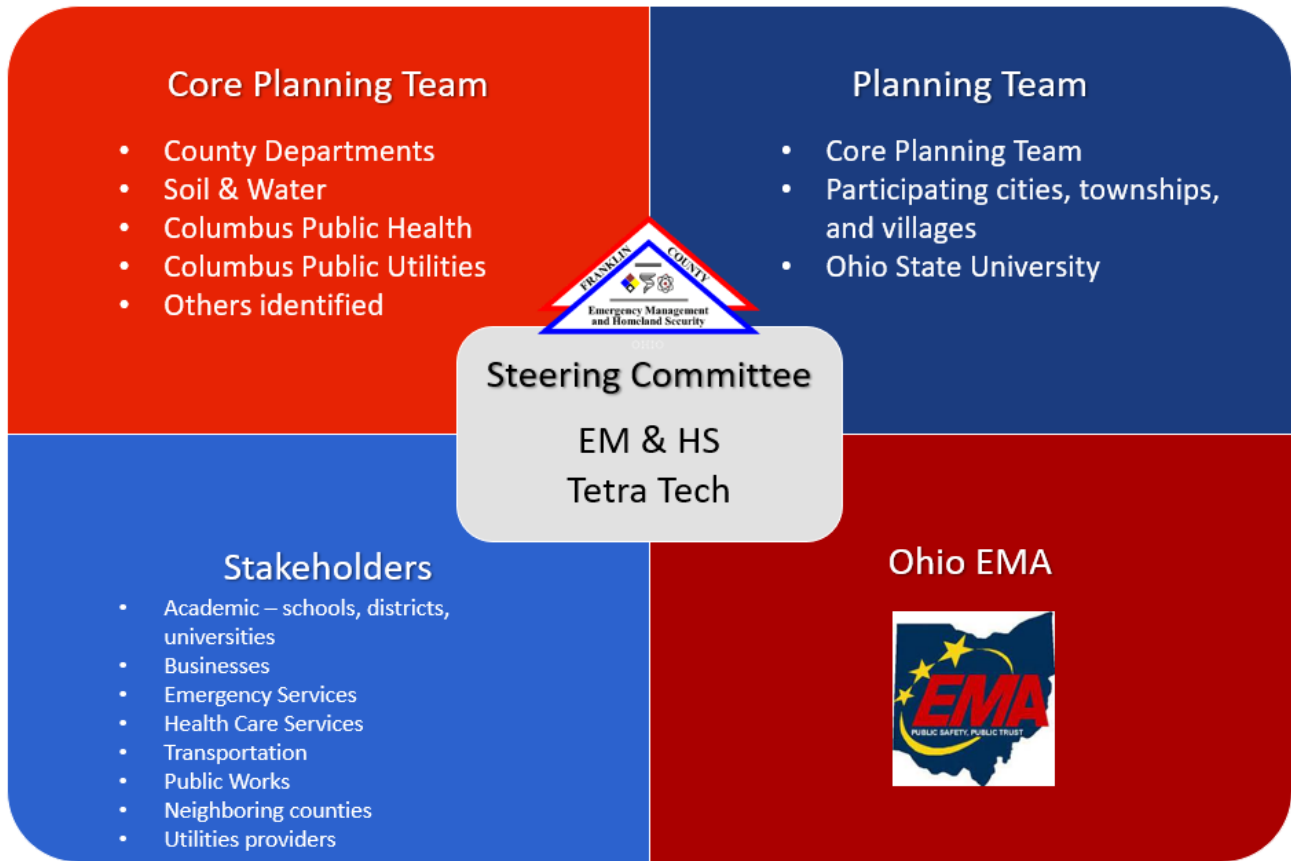 Core Planning Team
• County Departments
• Soil & Water
• Columbus Public Health
• Columbus Public Utilities
• Others identified
Planning Team
• Core Planning Team
• Participating cities, townships,
and villages
• Ohio State University
FRANKLIN COUNTY
Emergency Management
and Homeland Security
OHIO
Steering Committee
EM & HS
Tetra Tech
Stakeholders
• Academic – schools, districts,
universities
• Businesses
• Emergency Services
• Health Care Services
• Transportation
• Public Works
• Neighboring counties
• Utilities providers
Ohio EMA
EMA
PUBLIC SAFETY, PUBLIC TRUST